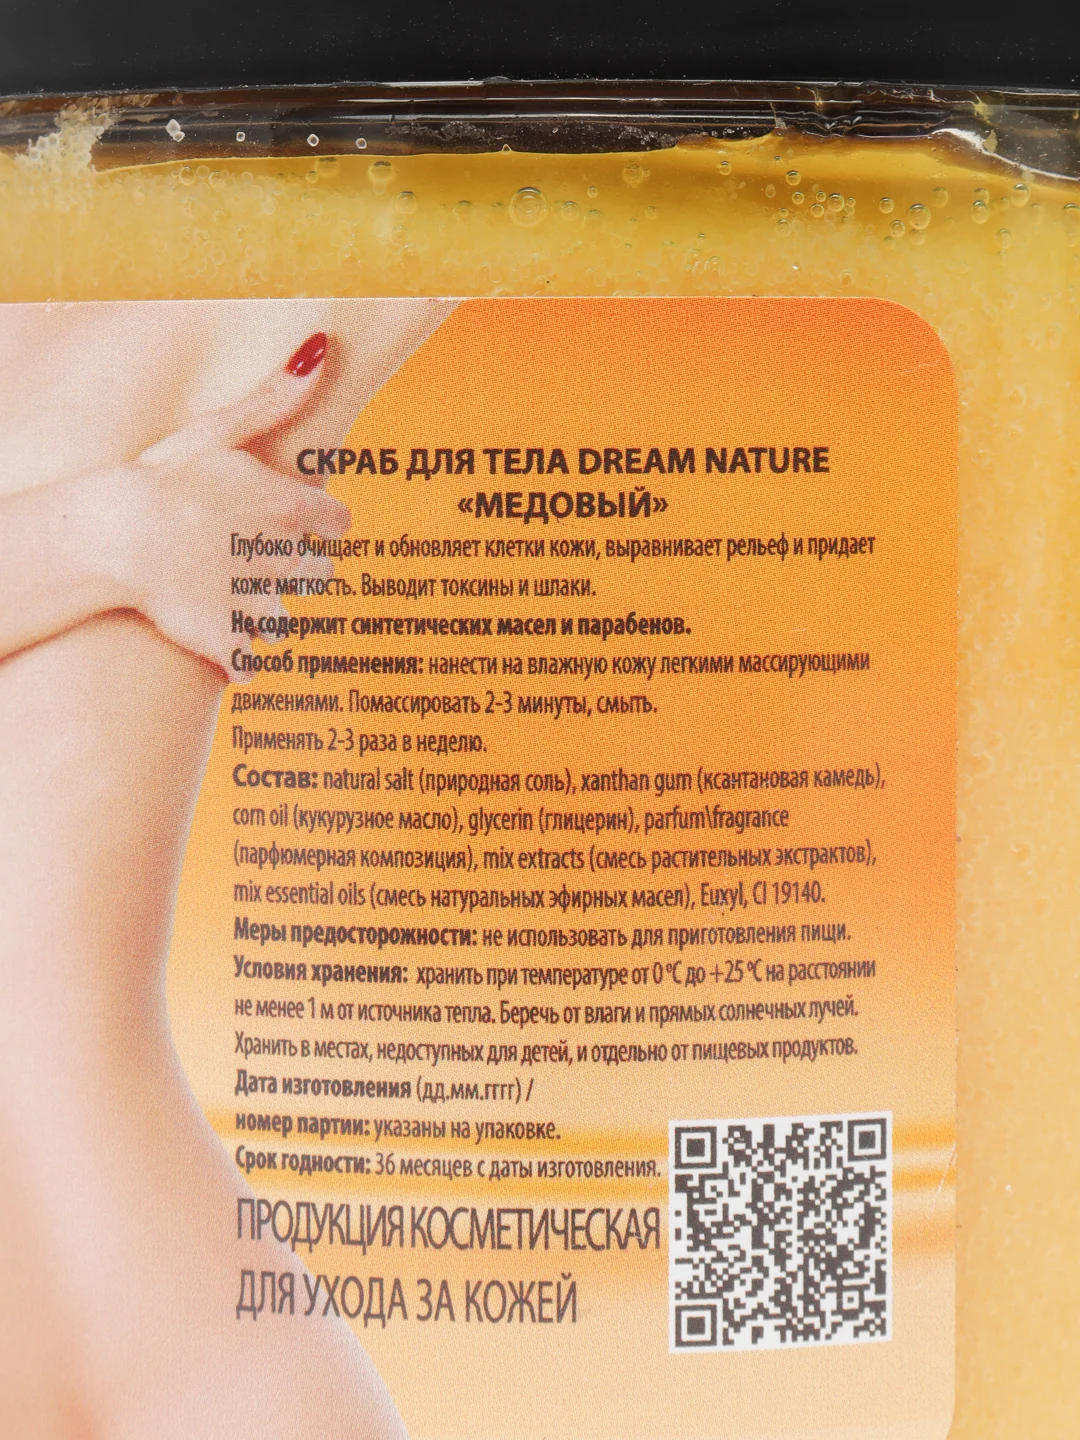 СКРАБ ДЛЯ ТЕЛА DREAM NATURE
«МЕДОВЫЙ»
Глубоко очищает и обновляет клетки кожи, выравнивает рельеф и придает
коже мягкость. Выводит токсины и шлаки.
Не содержит синтетических масел и парабенов.
Способ применения: нанести на влажную кожу легкими массирующими
движениями. Помассировать 2-3 минуты, смыть.
Применять 2-3 раза в неделю.
Состав: natural salt (природная соль), xanthan gum (ксантановая камедь),
corn oil (кукурузное масло), glycerin (глицерин), parfum\fragrance
(парфюмерная композиция), mix extracts (смесь растительных экстрактов),
mix essential oils (смесь натуральных эфирных масел), Euxyl, CI 19140.
Меры предосторожности: не использовать для приготовления пищи.
Условия хранения: хранить при температуре от 0 °C до +25 °C на расстоянии
не менее 1 м от источника тепла. Беречь от влаги и прямых солнечных лучей.
Хранить в местах, недоступных для детей, и отдельно от пищевых продуктов.
Дата изготовления (дд.мм.гггг) /
номер партии: указаны на упаковке.
Срок годности: 36 месяцев с даты изготовления.
ПРОДУКЦИЯ КОСМЕТИЧЕСКАЯ
ДЛЯ УХОДА ЗА КОЖЕЙ